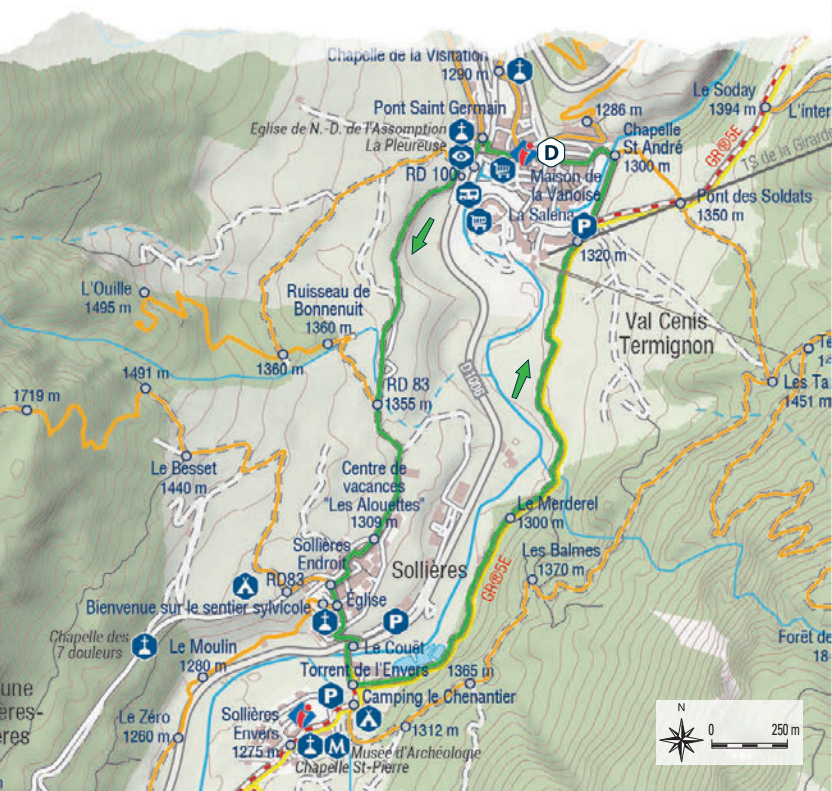 Chapelle de la Visitation
1290 m
Pont Saint Germain
Eglise de N.-D. de l'Assomption
La Pleureuse
RD 1006
D
Maison de
la Vanoise
La Salena
P
1320 m
1286 m
Chapelle
St André
1300 m
Le Soday
1394 m
L'inter
GR®5E
TS de la Girard
Pont des Soldats
1350 m
L'Ouille
1495 m
Ruisseau de
Bonnenuit
1360 m
1360 m
Val Cenis
Termignon
D1006
1491 m
1719 m
RD 83
1355 m
Les Ta
1451 m
Le Besset
1440 m
Centre de
vacances
"Les Alouettes"
1309 m
Le Merderel
1300 m
Sollières
Endroit
Sollières
Les Balmes
1370 m
GR®5E
RD83
Bienvenue sur le sentier sylvicole
Église
P
Chapelle des
7 douleurs
Le Moulin
1280 m
Le Couët
Torrent de l'Envers
1365 m
Forêt de
18
P
Camping le Chenantier
Le Zéro
1260 m
Sollières
Envers
1275 m
1312 m
M
Musée d'Archéologie
Chapelle St-Pierre
une
ères-
ères
N
0
250 m